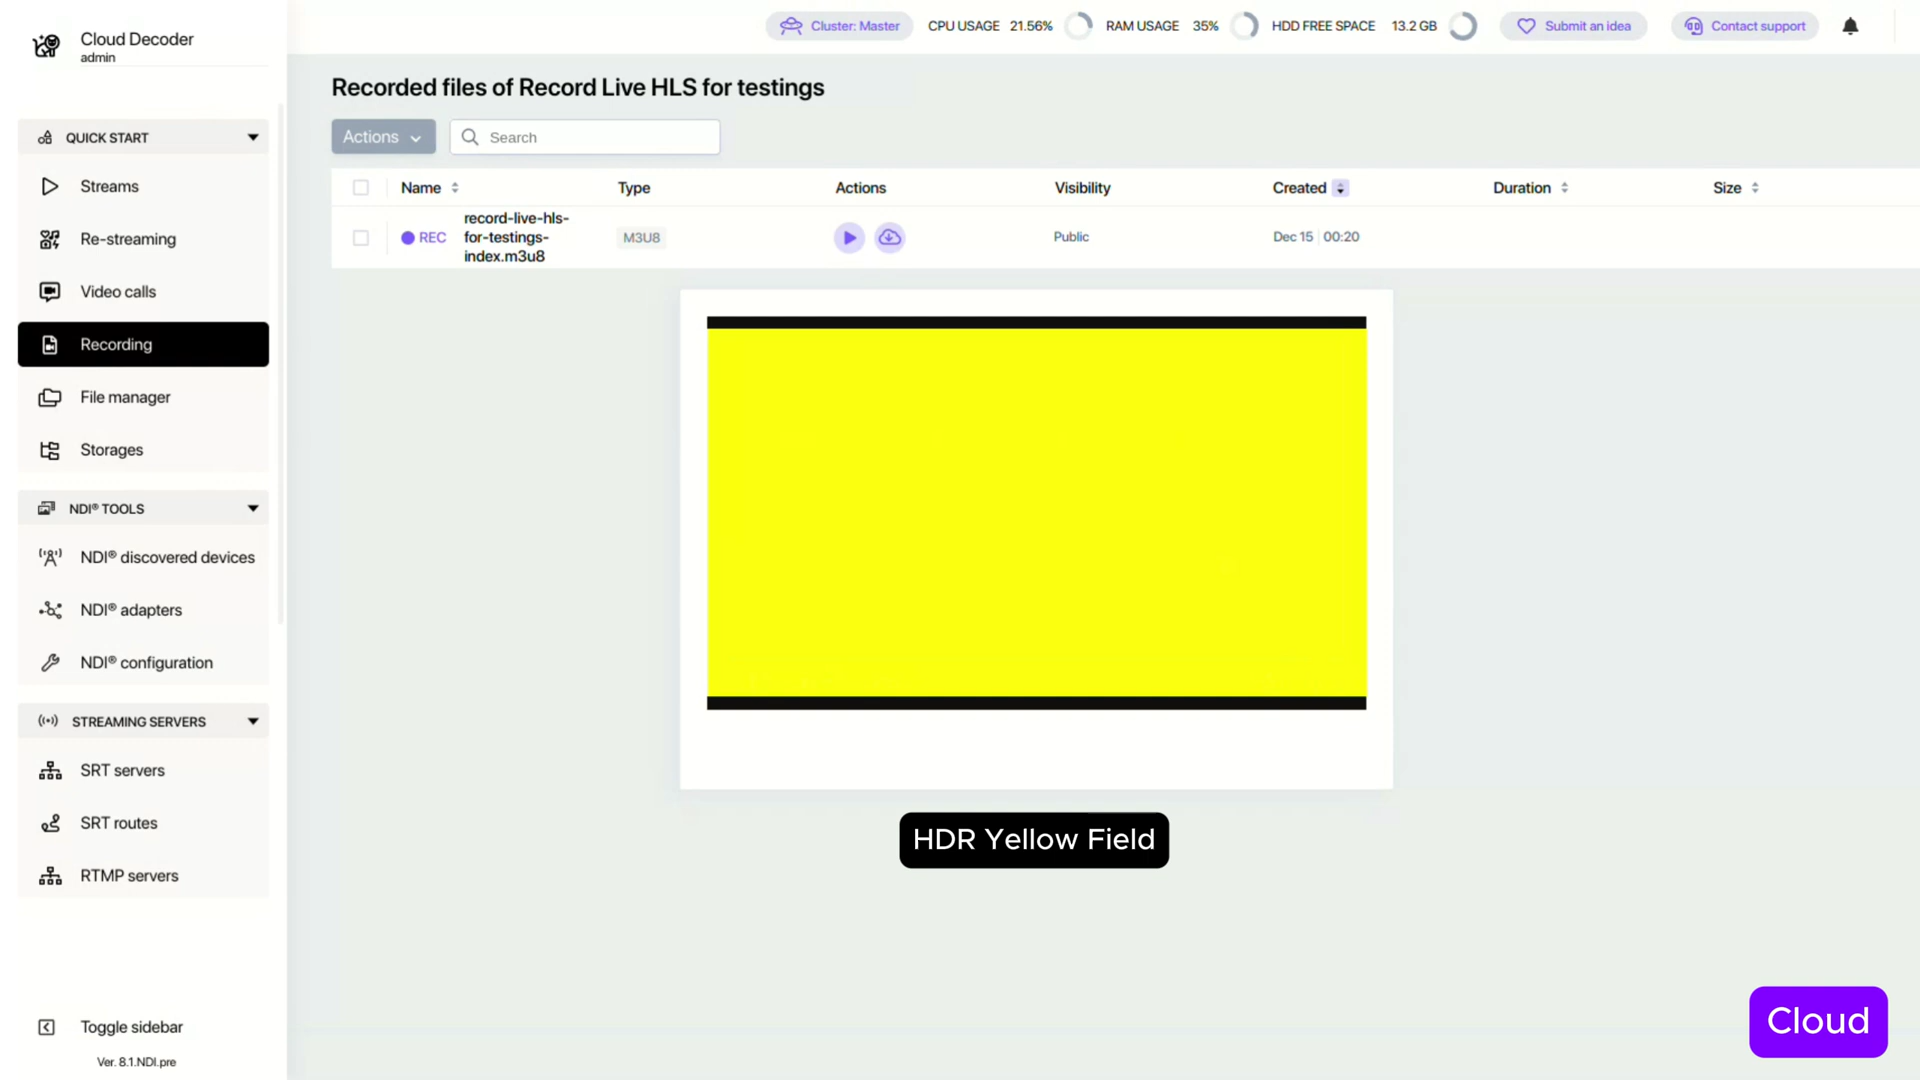 Cloud Decoder
admin
Cluster: Master
CPU USAGE 21.56%
RAM USAGE 35%
HDD FREE SPACE 13.2 GB
Submit an idea
Contact support
QUICK START
Streams
Re-streaming
Video calls
Recording
File manager
Storages
NDI® TOOLS
NDI® discovered devices
NDI® adapters
NDI® configuration
STREAMING SERVERS
SRT servers
SRT routes
RTMP servers
Toggle sidebar
Ver. 8.1.NDI.pre
Recorded files of Record Live HLS for testings
Actions
Search
Name Type Actions Visibility Created Duration Size
REC
record-live-hls-
for-testings-
index.m3u8
M3U8
Public
Dec 15 00:20
HDR Yellow Field
Cloud